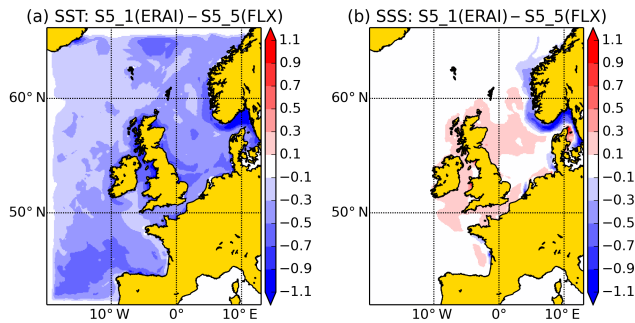 (a) SST: S5_1(ERAI) – S5_5(FLX)
60° N
50° N
10° W
0°
10° E
1.1
0.9
0.7
0.5
0.3
0.1
−0.1
−0.3
−0.5
−0.7
−0.9
−1.1
(b) SSS: S5_1(ERAI) – S5_5(FLX)
60° N
50° N
10° W
0°
10° E
1.1
0.9
0.7
0.5
0.3
0.1
−0.1
−0.3
−0.5
−0.7
−0.9
−1.1